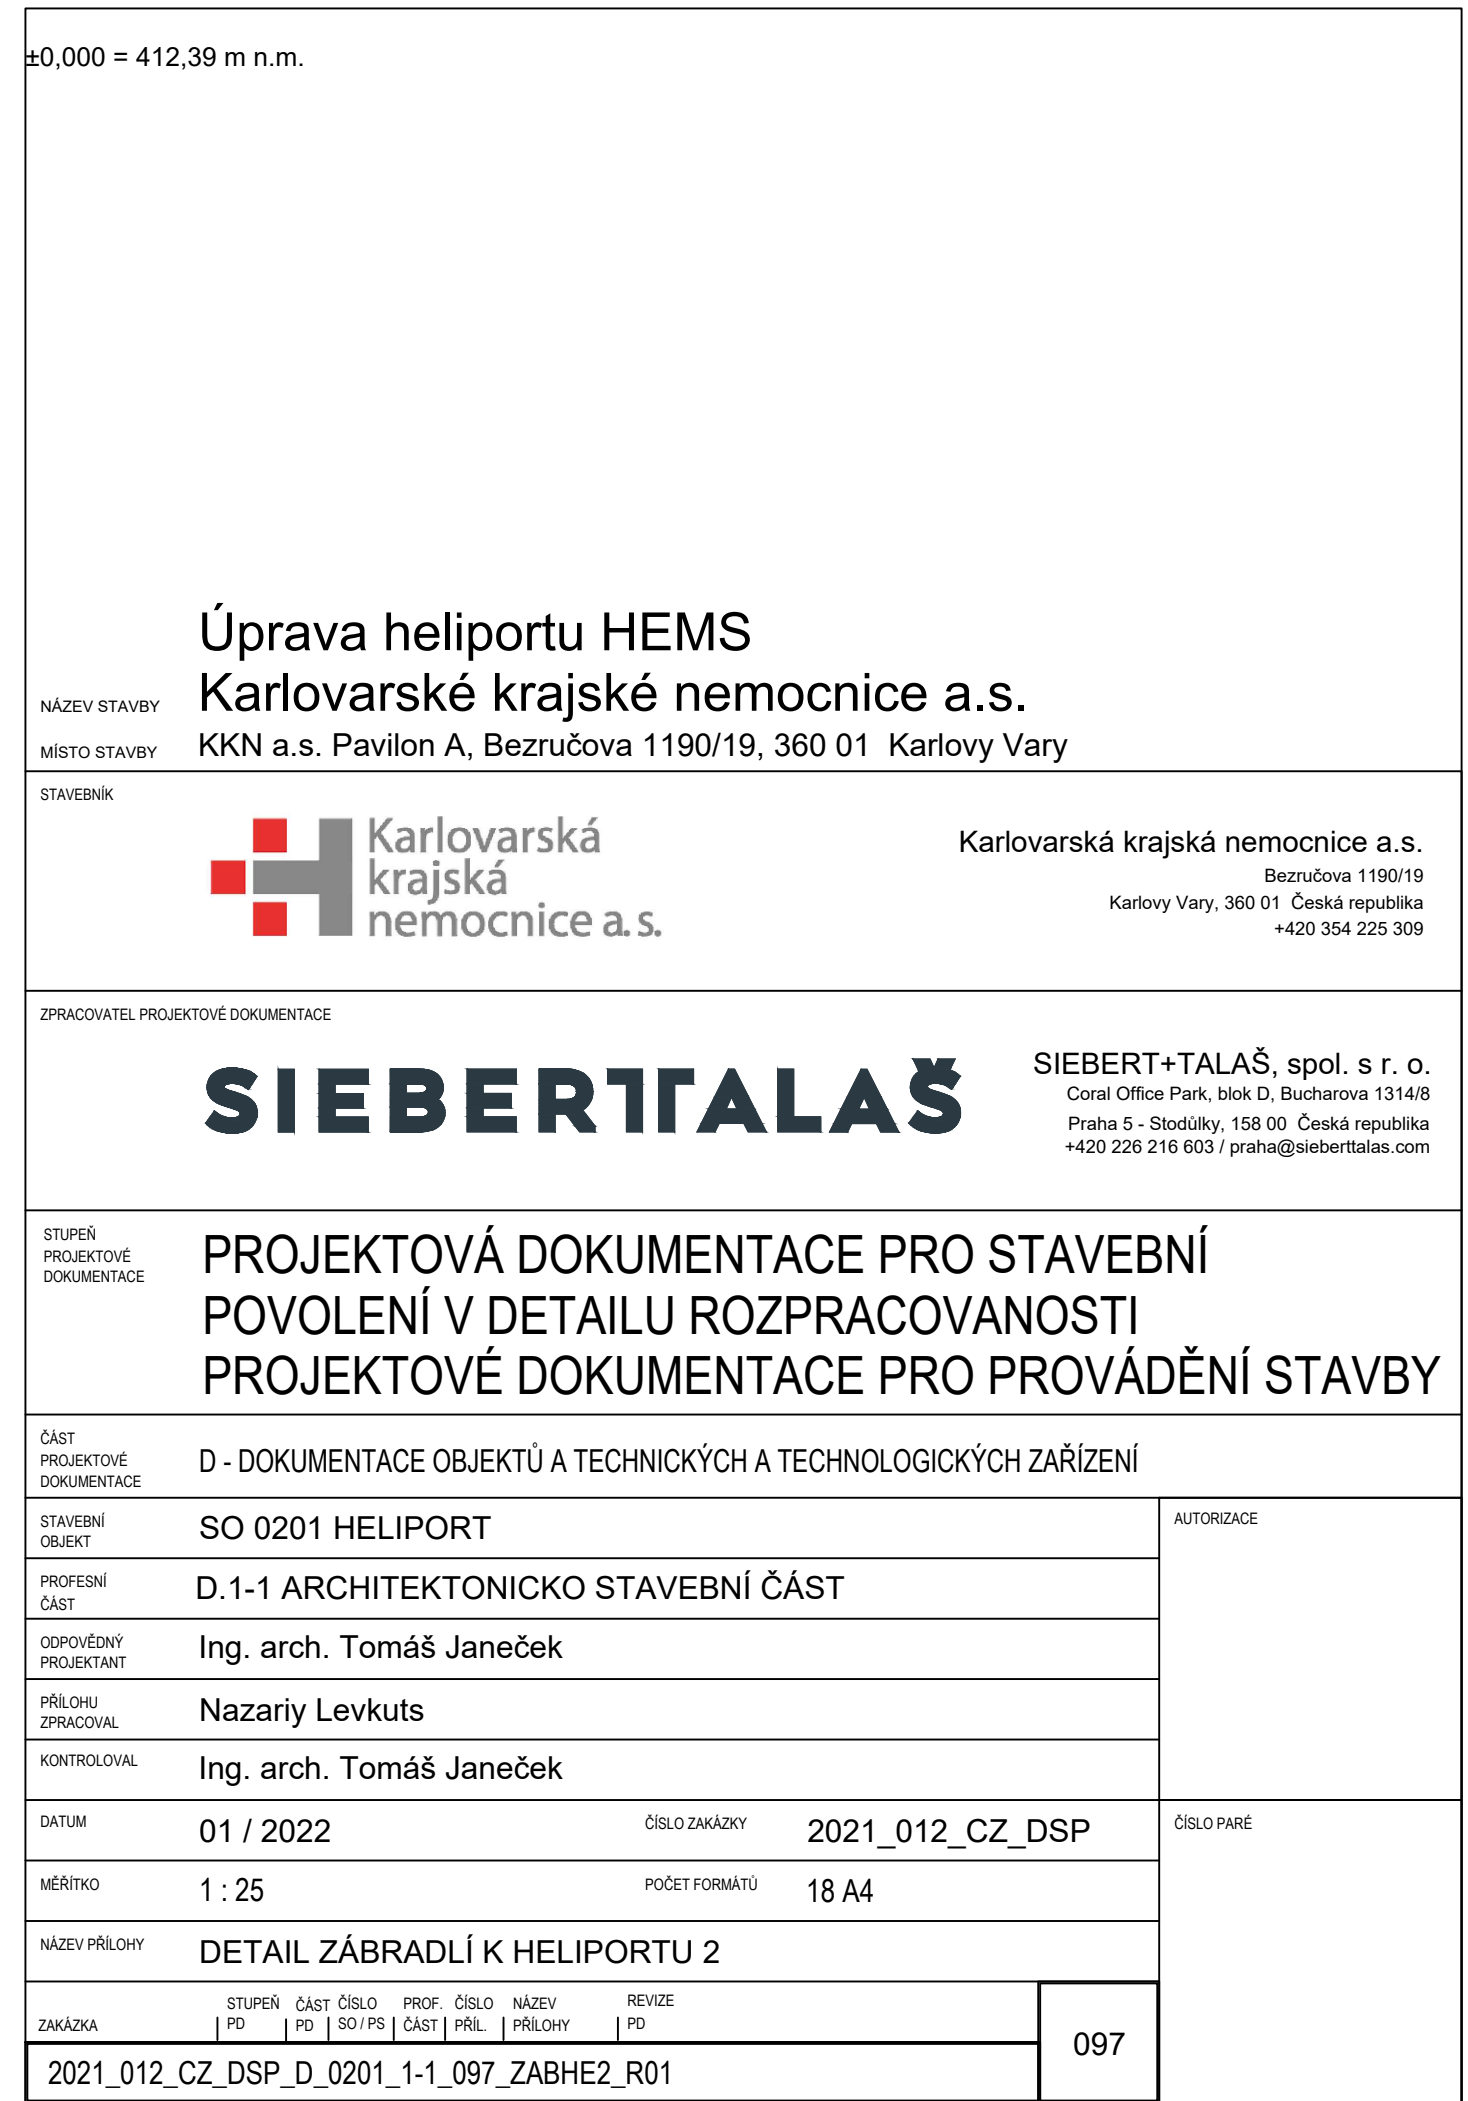 ±0,000 = 412,39 m n.m.
Úprava heliportu HEMS
NÁZEV STAVBY Karlovarské krajské nemocnice a.s.
MÍSTO STAVBY KKN a.s. Pavilon A, Bezručova 1190/19, 360 01 Karlovy Vary
STAVEBNÍK
Karlovarská
krajská
nemocnice a.s.
Karlovarská krajská nemocnice a.s.
Bezručova 1190/19
Karlovy Vary, 360 01 Česká republika
+420 354 225 309
ZPRACOVATEL PROJEKTOVÉ DOKUMENTACE
SIEBERTTALAŠ
SIEBERT+TALAŠ, spol. s r. o.
Coral Office Park, blok D, Bucharova 1314/8
Praha 5 - Stodůlky, 158 00 Česká republika
+420 226 216 603 / praha@sieberttalas.com
STUPEŇ
PROJEKTOVÉ
DOKUMENTACE
PROJEKTOVÁ DOKUMENTACE PRO STAVEBNÍ
POVOLENÍ V DETAILU ROZPRACOVANOSTI
PROJEKTOVÉ DOKUMENTACE PRO PROVÁDĚNÍ STAVBY
ČÁST
PROJEKTOVÉ
DOKUMENTACE
D - DOKUMENTACE OBJEKTŮ A TECHNICKÝCH A TECHNOLOGICKÝCH ZAŘÍZENÍ
STAVEBNÍ
OBJEKT
SO 0201 HELIPORT
AUTORIZACE
PROFESNÍ
ČÁST
D.1-1 ARCHITEKTONICKO STAVEBNÍ ČÁST
ODPOVĚDNÝ
PROJEKTANT
Ing. arch. Tomáš Janeček
PŘÍLOHU
ZPRACOVAL
Nazariy Levkuts
KONTROLOVAL Ing. arch. Tomáš Janeček
DATUM 01 / 2022 ČÍSLO ZAKÁZKY 2021_012_CZ_DSP
ČÍSLO PARÉ
MĚŘÍTKO 1 : 25 POČET FORMÁTŮ 18 A4
NÁZEV PŘÍLOHY DETAIL ZÁBRADLÍ K HELIPORTU 2
ZAKÁZKA
STUPEŇ PD
ČÁST PD
ČÍSLO SO / PS
PROF. ČÁST
ČÍSLO PŘÍL.
NÁZEV PŘÍLOHY
REVIZE PD
097
2021_012_CZ_DSP_D_0201_1-1_097_ZABHE2_R01